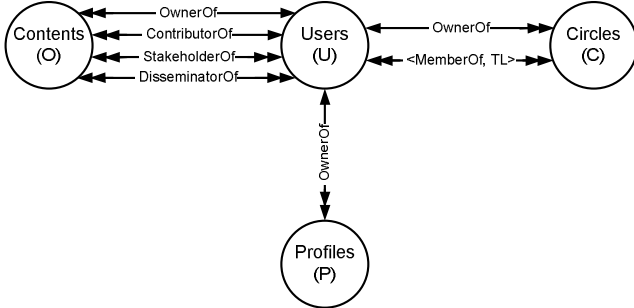 Contents
(O)
OwnerOf
ContributorOf
StakeholderOf
DisseminatorOf
Users
(U)
OwnerOf
<MemberOf, TL>
Circles
(C)
OwnerOf
Profiles
(P)